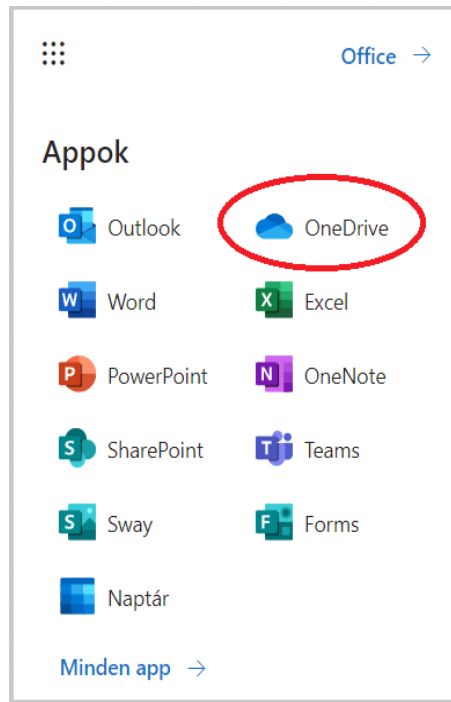 Office →
Appok
Outlook
OneDrive
Word
Excel
PowerPoint
OneNote
SharePoint
Teams
Sway
Forms
Naptár
Minden app →